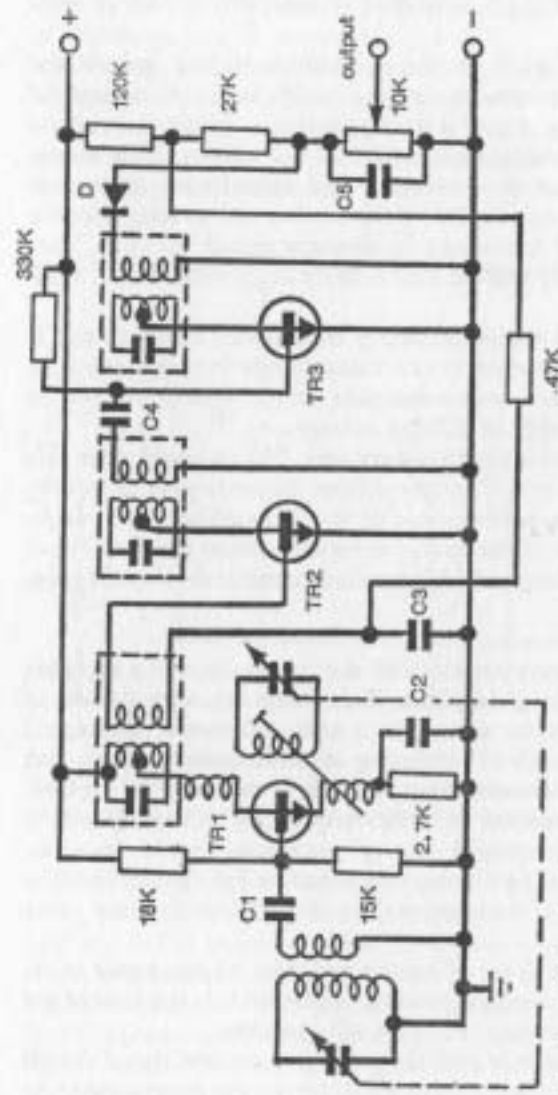 330K
+
D
120K
18K
C4
TR1
27K
C1
TR2
TR3
C5
output
15K
10K
2.7K
C2
C3
−
47K